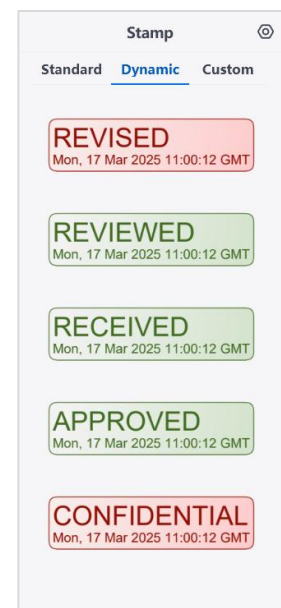 Stamp
Standard Dynamic Custom
REVISED
Mon, 17 Mar 2025 11:00:12 GMT
REVIEWED
Mon, 17 Mar 2025 11:00:12 GMT
RECEIVED
Mon, 17 Mar 2025 11:00:12 GMT
APPROVED
Mon, 17 Mar 2025 11:00:12 GMT
CONFIDENTIAL
Mon, 17 Mar 2025 11:00:12 GMT